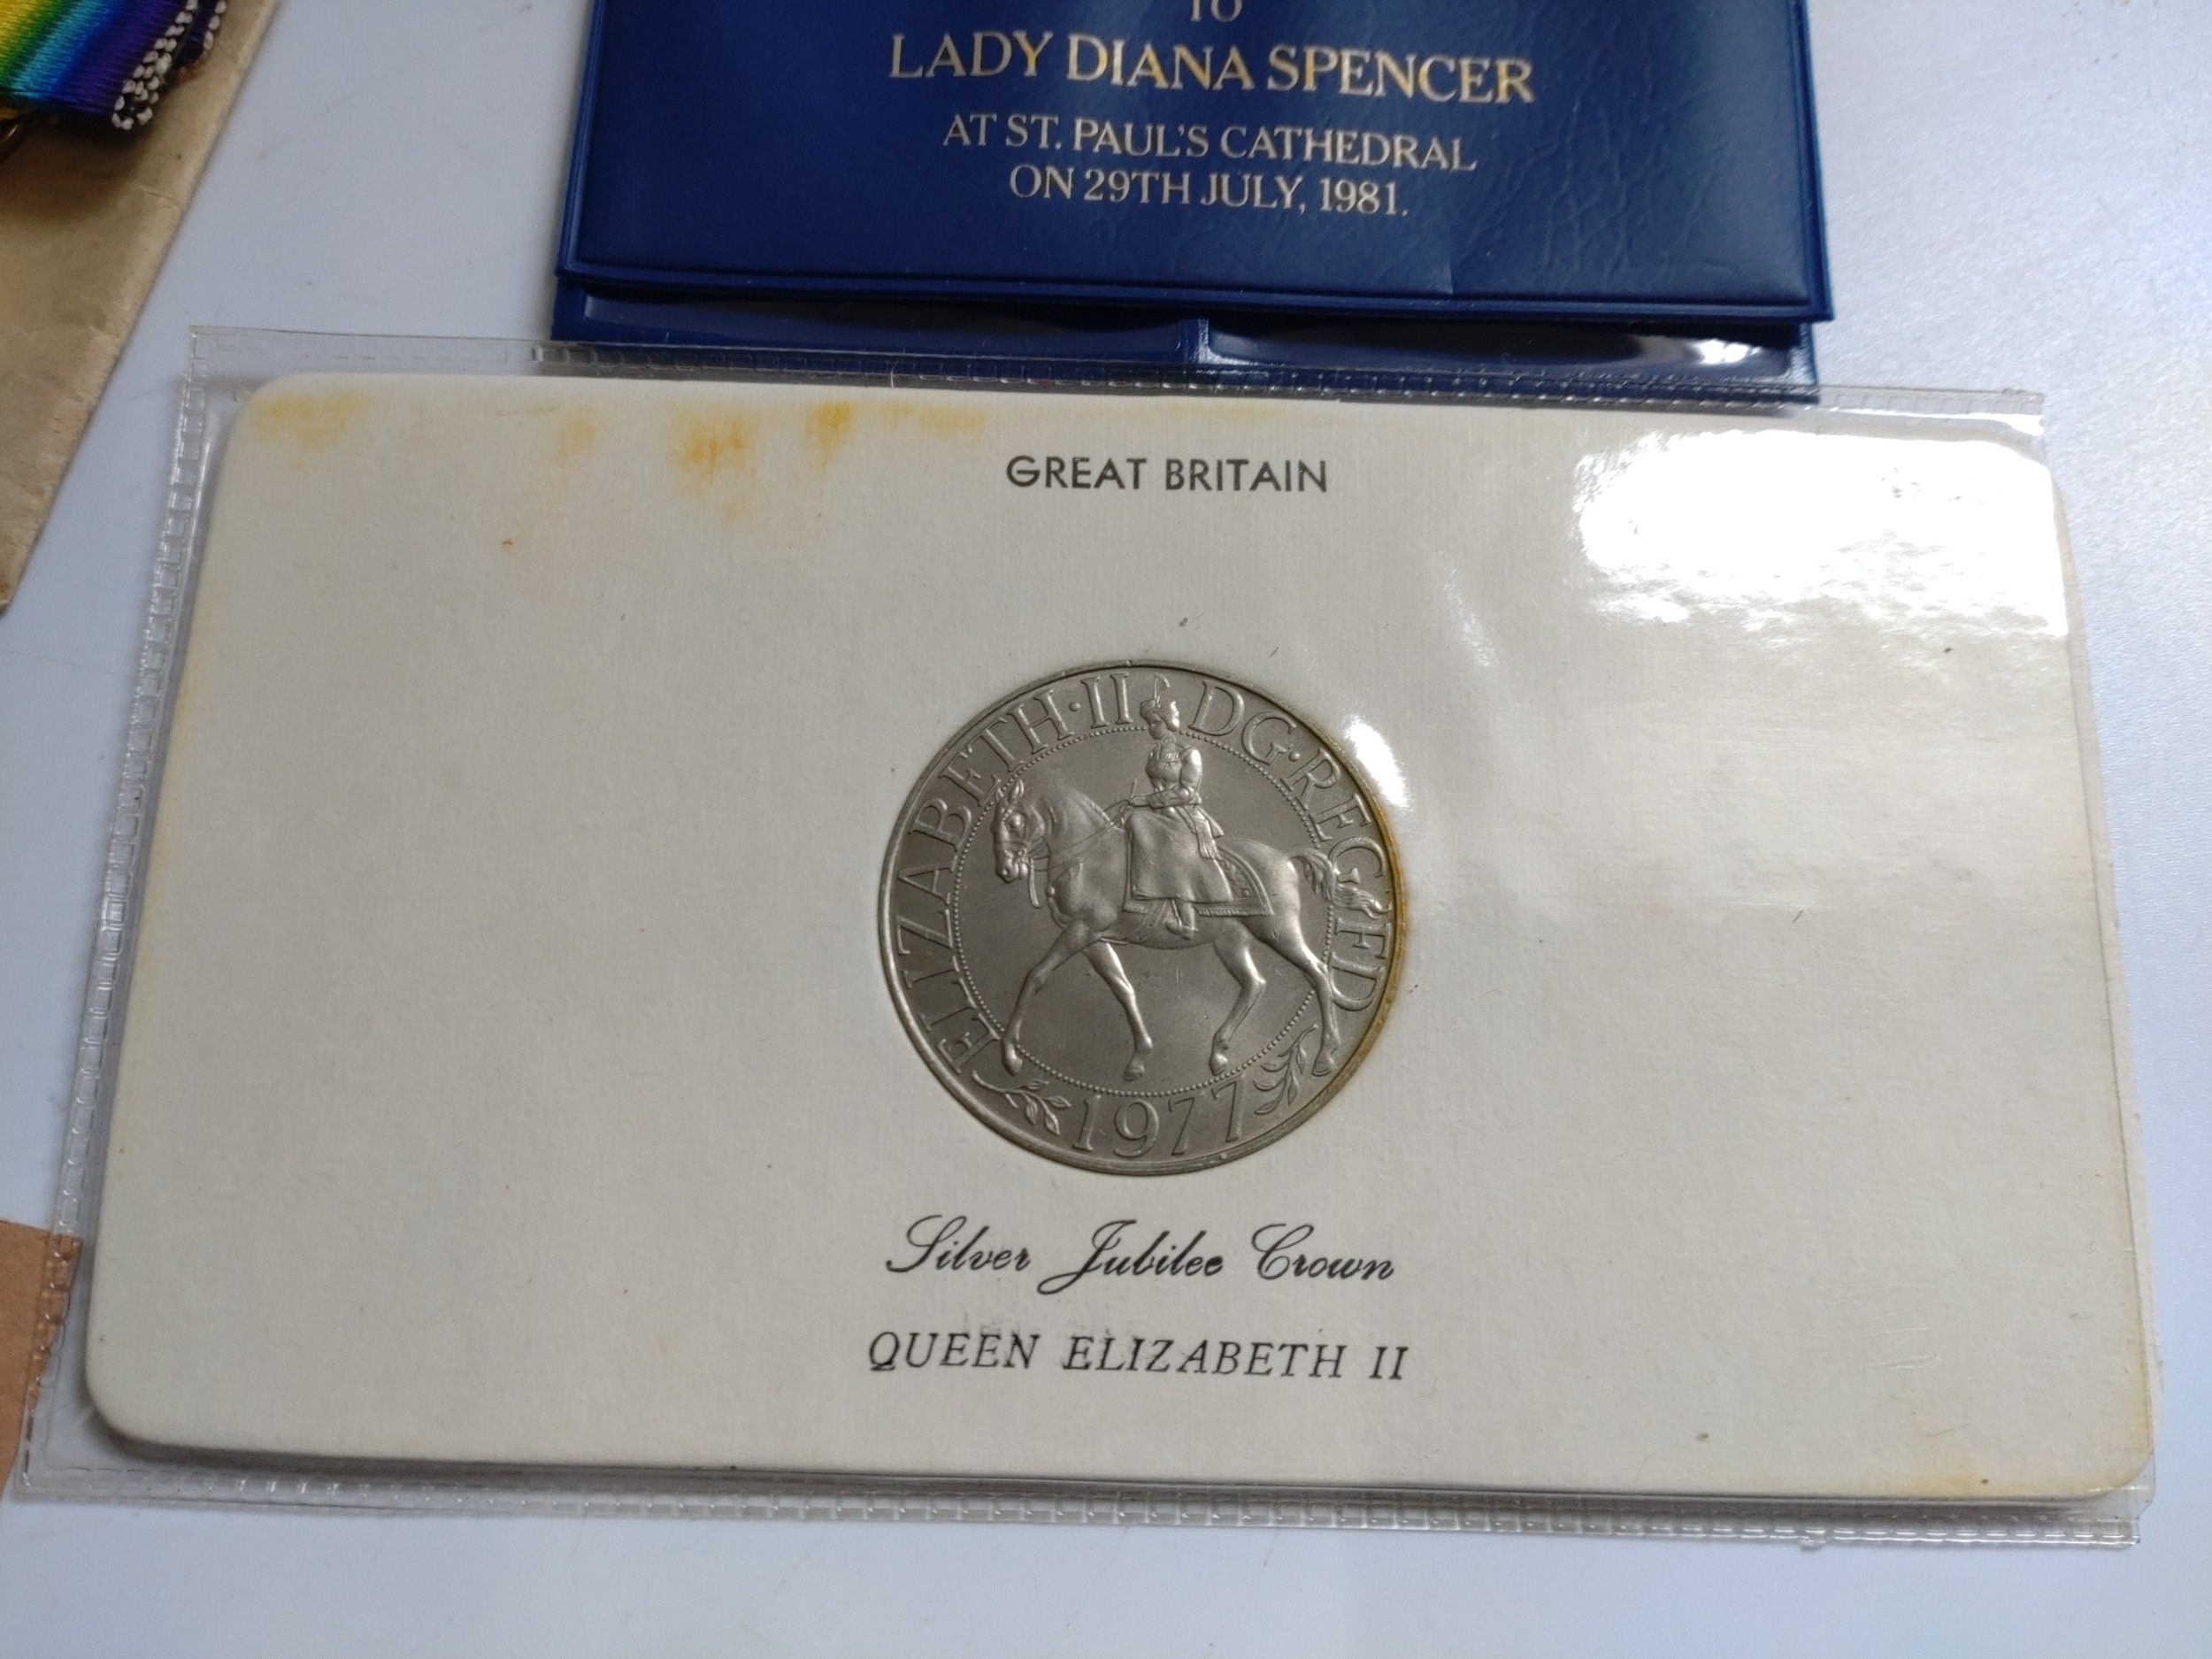 TO
LADY DIANA SPENCER
AT ST. PAUL'S CATHEDRAL
ON 29TH JULY, 1981.
GREAT BRITAIN
ELIZABETH·II DG·REG FD
1977
Silver Jubilee Crown
QUEEN ELIZABETH II